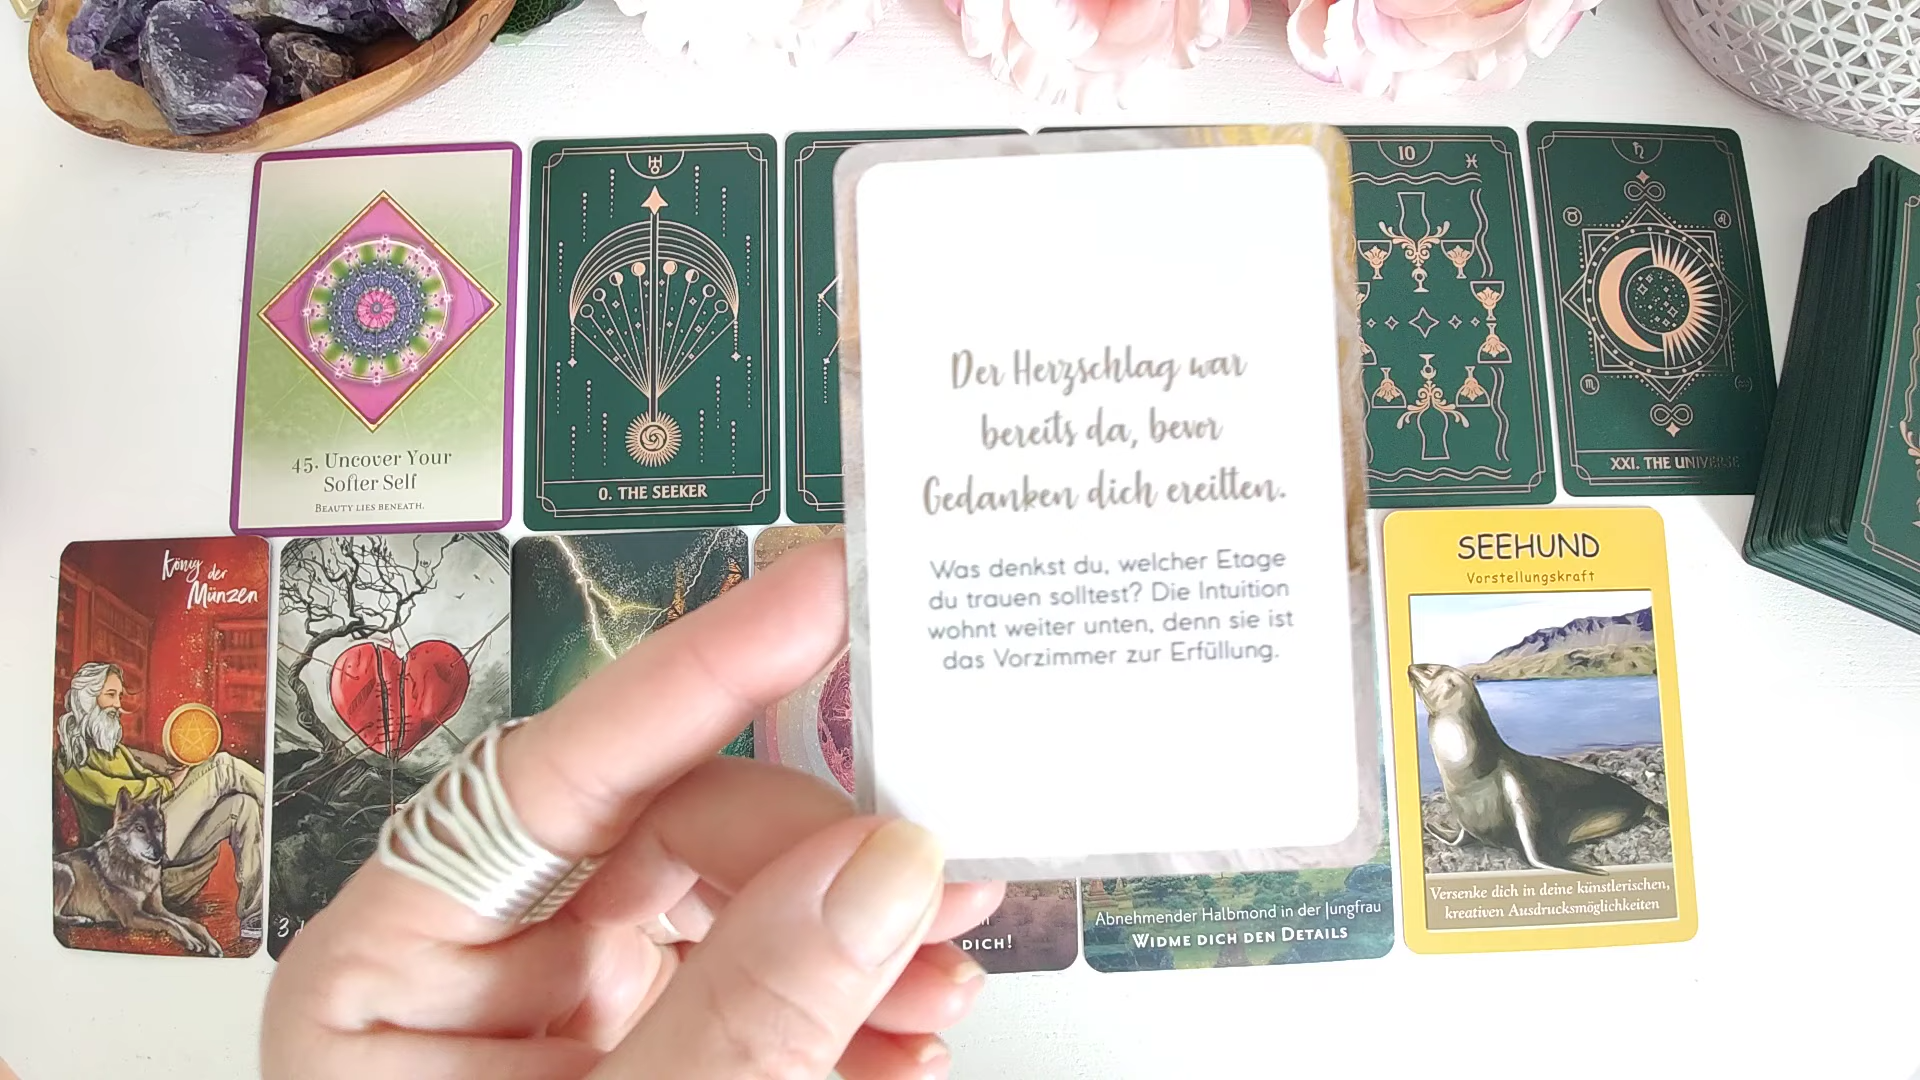 45. Uncover Your
Softer Self
BEAUTY LIES BENEATH.
0. THE SEEKER
10
XXI. THE UNIVERSE
Der Herzschlag war
bereits da, bevor
Gedanken dich ereilten.
Was denkst du, welcher Etage
du trauen solltest? Die Intuition
wohnt weiter unten, denn sie ist
das Vorzimmer zur Erfüllung.
König der
Münzen
3
DICH!
Abnehmender Halbmond in der Jungfrau
WIDME DICH DEN DETAILS
SEEHUND
Vorstellungskraft
Versenke dich in deine künstlerischen,
kreativen Ausdrucksmöglichkeiten